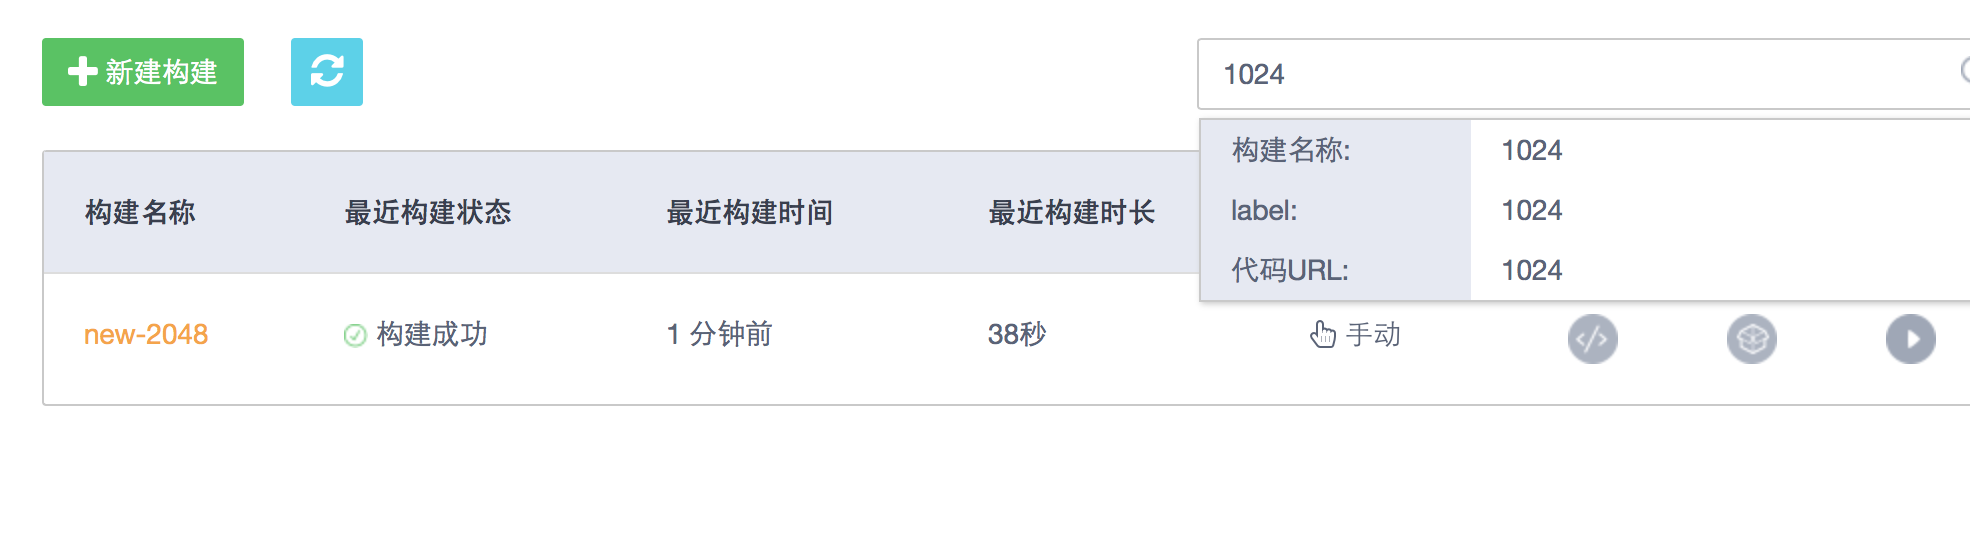 新建构建
1024
构建名称: 1024
label: 1024
代码URL: 1024
构建名称 最近构建状态 最近构建时间 最近构建时长
new-2048 构建成功 1 分钟前 38秒 手动